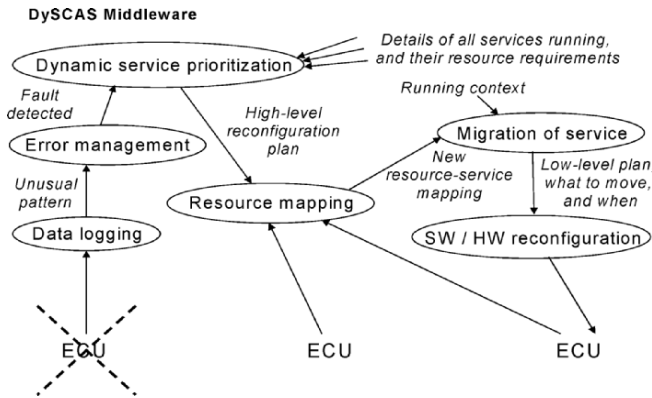 DySCAS Middleware
Details of all services running,
and their resource requirements
Dynamic service prioritization
Fault
detected
High-level
reconfiguration
plan
Running context
Error management
Migration of service
Unusual
pattern
New
resource-service
mapping
Low-level plan,
what to move,
and when
Resource mapping
Data logging
SW / HW reconfiguration
ECU
ECU
ECU